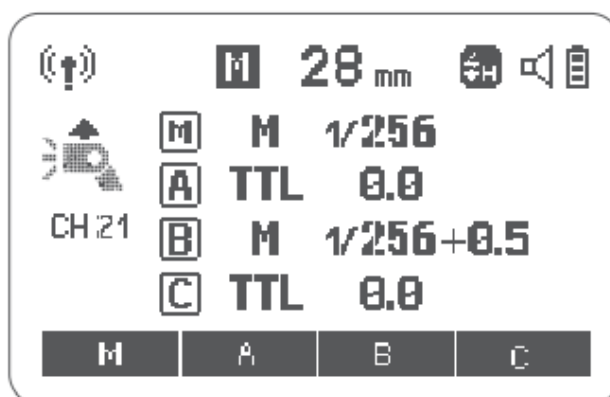 M 28 mm H
M M 1/256
A TTL 0.0
CH 21
B M 1/256+0.5
C TTL 0.0
M A B C